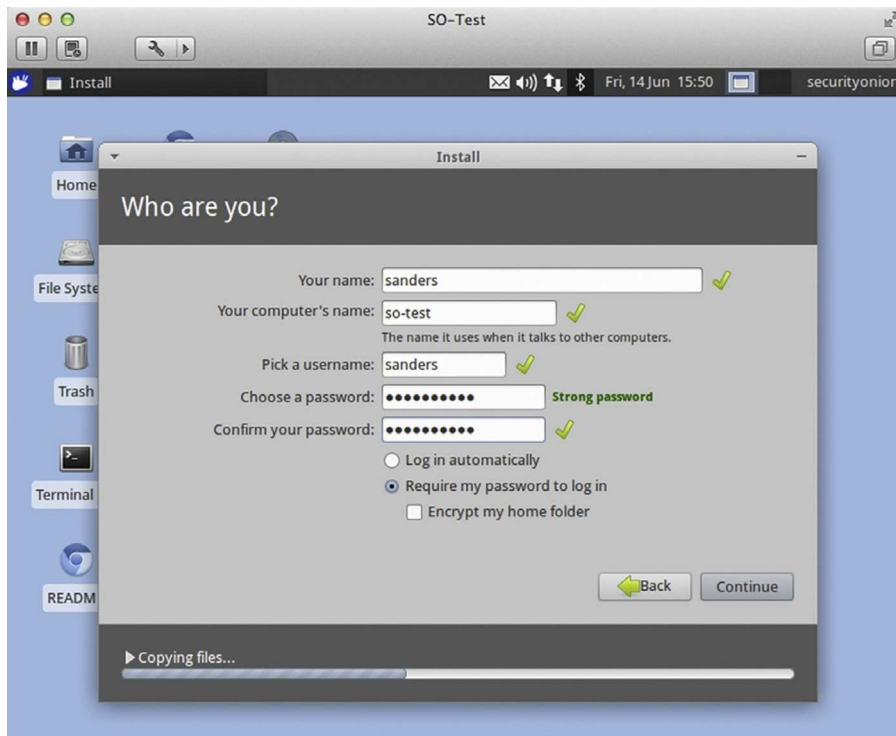 SO-Test
Install
Fri, 14 Jun 15:50
securityonion
Home
File Syste
Trash
Terminal
READM
Install
Who are you?
Your name: sanders
Your computer's name: so-test
The name it uses when it talks to other computers.
Pick a username: sanders
Choose a password: ●●●●●●●●●● Strong password
Confirm your password: ●●●●●●●●●●
Log in automatically
Require my password to log in
Encrypt my home folder
Back Continue
Copying files...